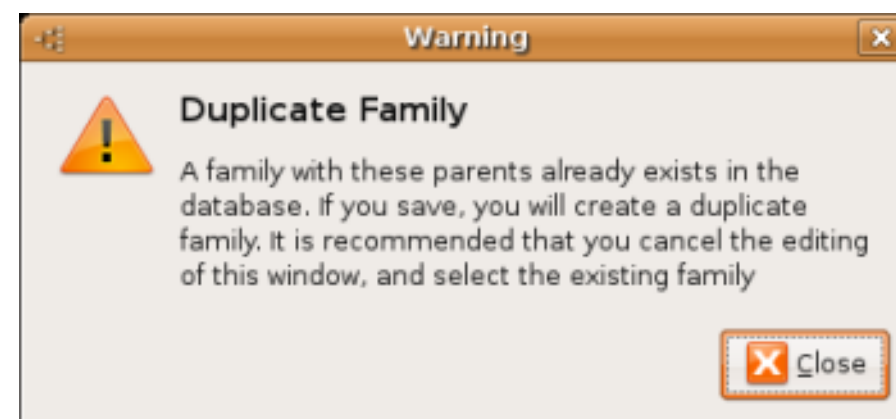 Warning
Duplicate Family
A family with these parents already exists in the
database. If you save, you will create a duplicate
family. It is recommended that you cancel the editing
of this window, and select the existing family
Close